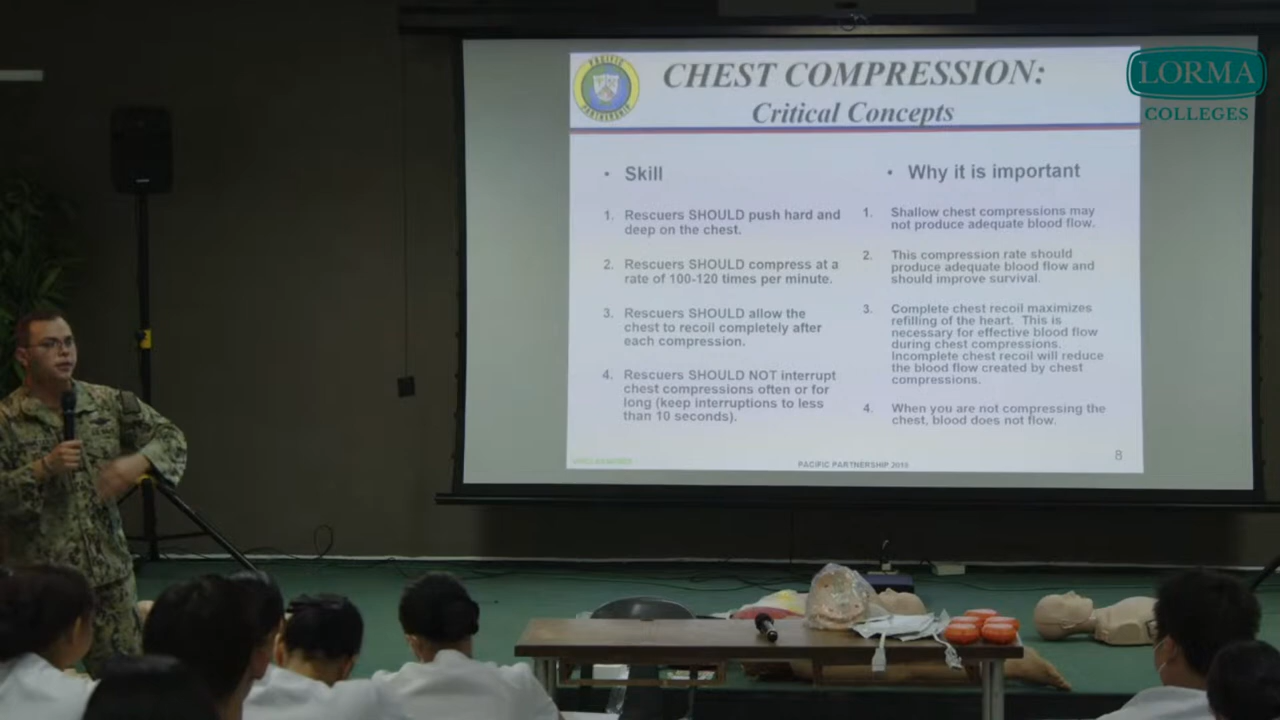 PACIFIC
PARTNERSHIP
CHEST COMPRESSION:
Critical Concepts
LORMA
COLLEGES
• Skill
1. Rescuers SHOULD push hard and
deep on the chest.
2. Rescuers SHOULD compress at a
rate of 100-120 times per minute.
3. Rescuers SHOULD allow the
chest to recoil completely after
each compression.
4. Rescuers SHOULD NOT interrupt
chest compressions often or for
long (keep interruptions to less
than 10 seconds).
• Why it is important
1. Shallow chest compressions may
not produce adequate blood flow.
2. This compression rate should
produce adequate blood flow and
should improve survival.
3. Complete chest recoil maximizes
refilling of the heart. This is
necessary for effective blood flow
during chest compressions.
Incomplete chest recoil will reduce
the blood flow created by chest
compressions.
4. When you are not compressing the
chest, blood does not flow.
PACIFIC PARTNERSHIP
8